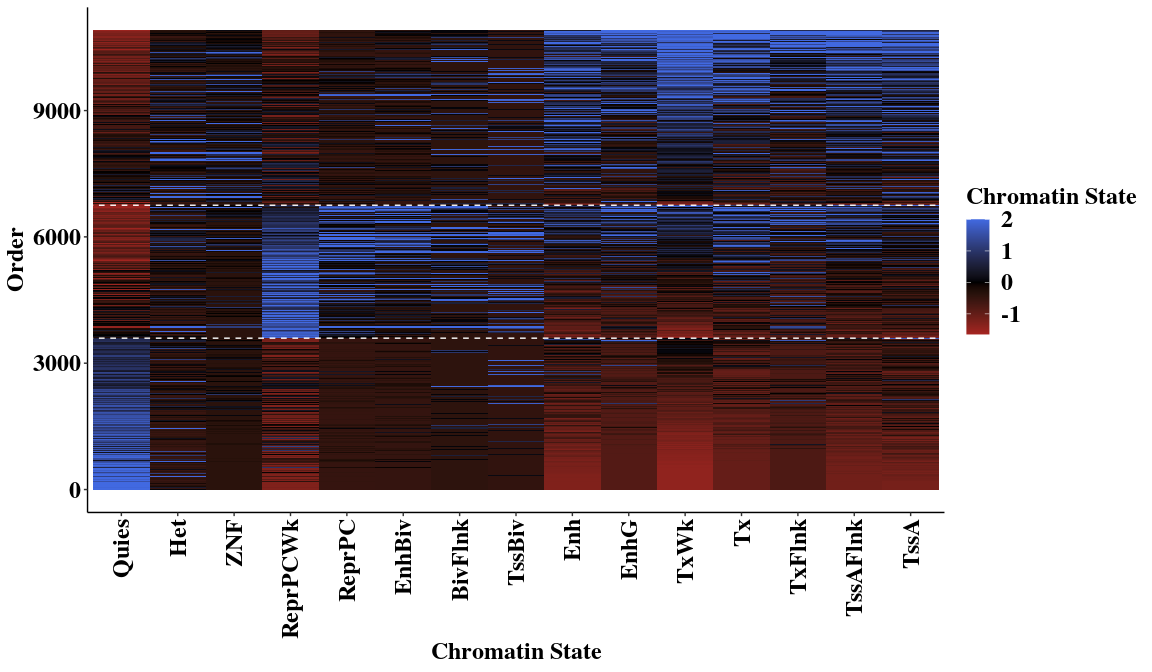 Order
9000
6000
3000
0
Quies
Het
ZNF
ReprPCWk
ReprPC
EnhBiv
BivFlnk
TssBiv
Enh
EnhG
TxWk
Tx
TxFlnk
TssAFlnk
TssA
Chromatin State
Chromatin State
2
1
0
-1